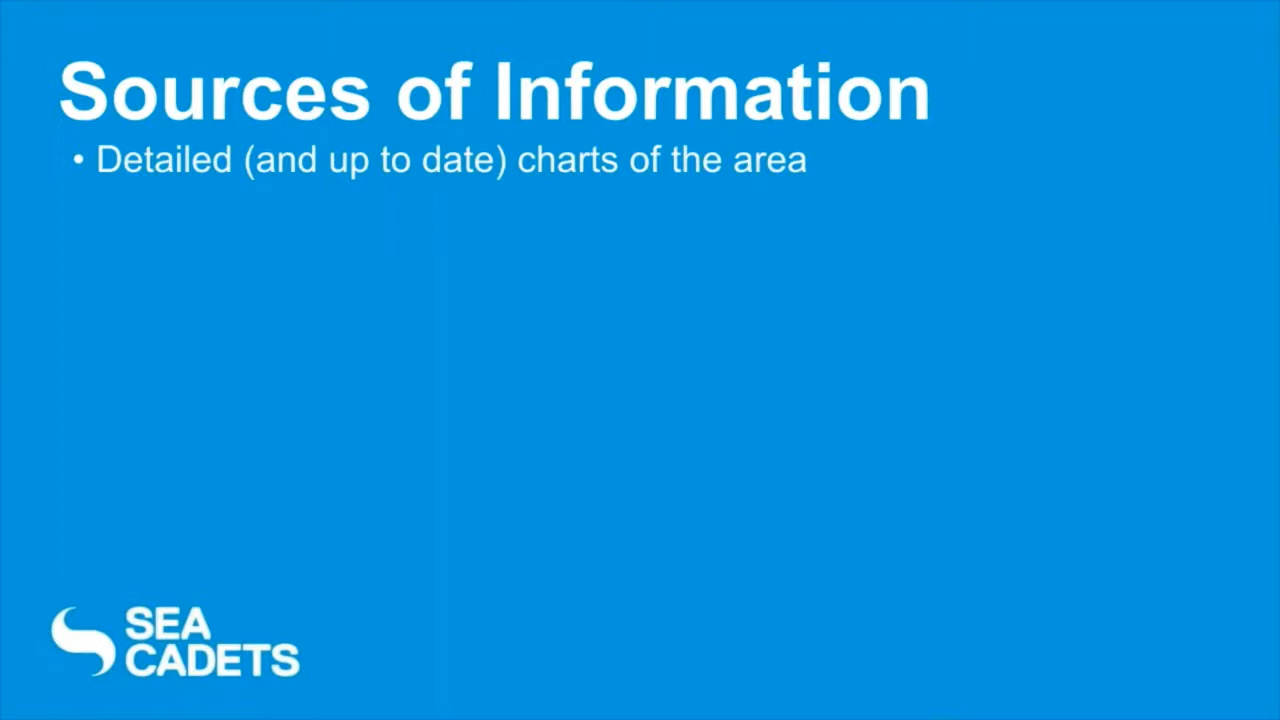 Sources of Information
• Detailed (and up to date) charts of the area
SEA
CADETS